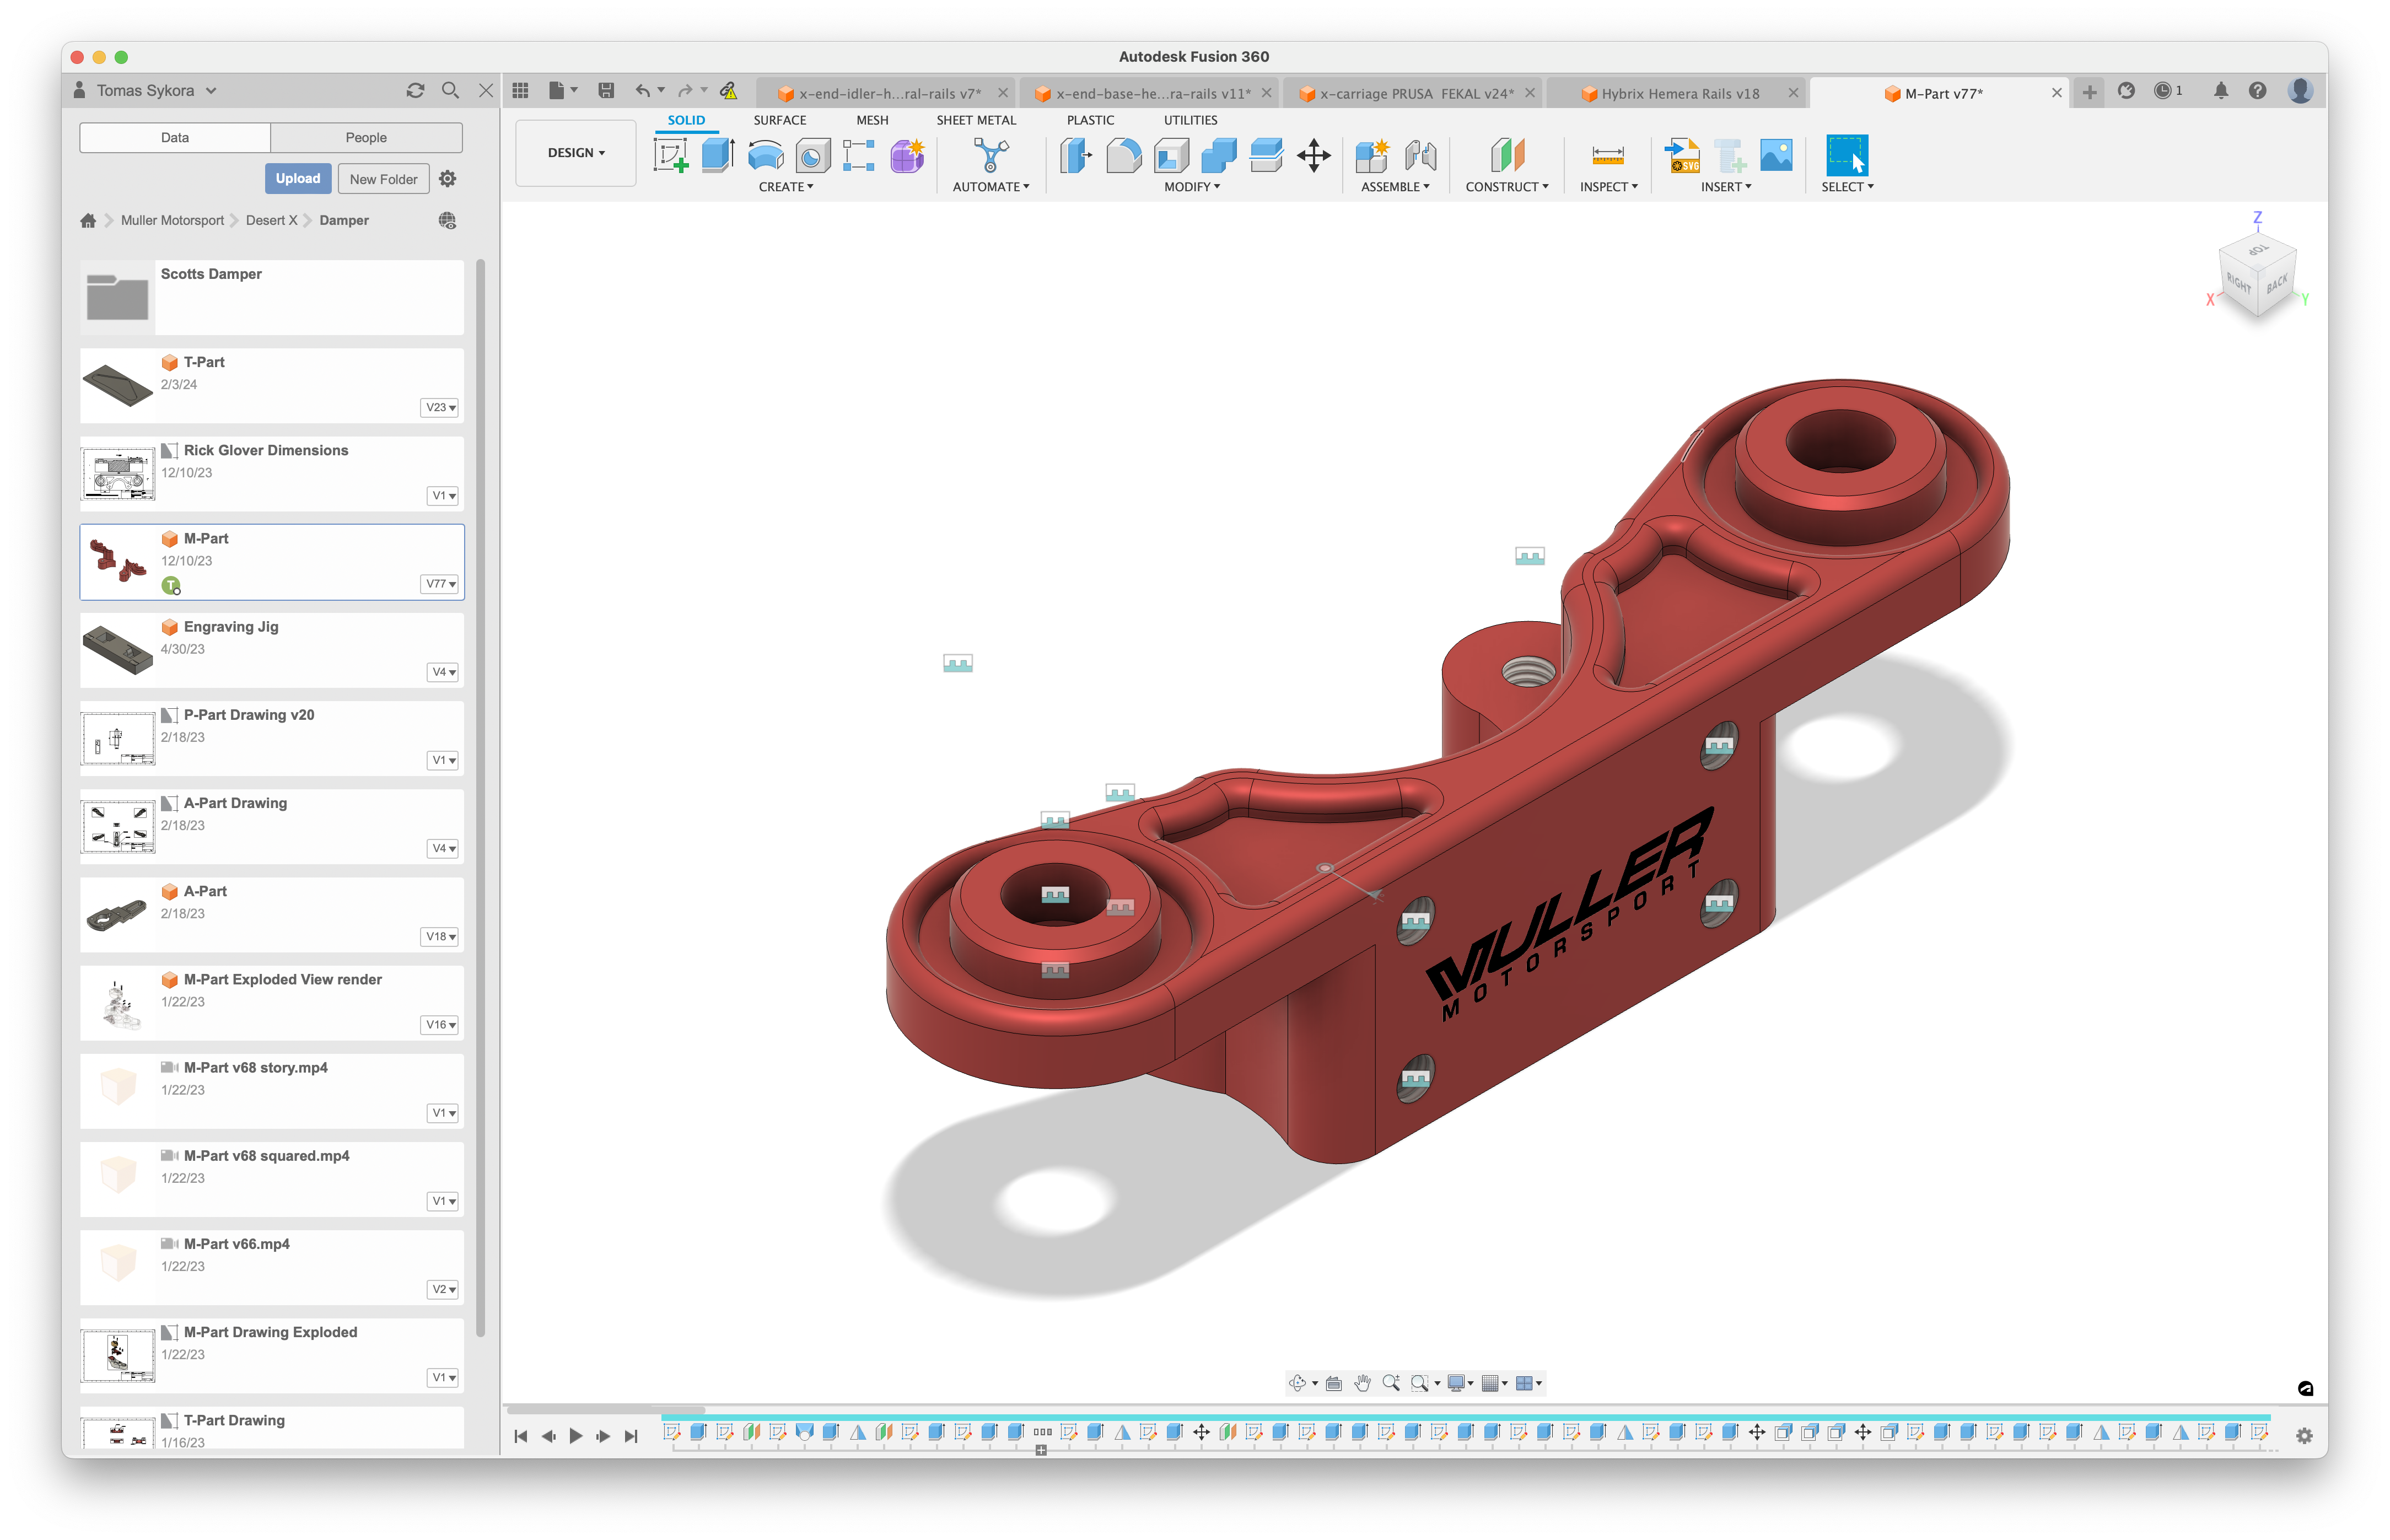 Autodesk Fusion 360
Tomas Sykora
x-end-idler-h...ral-rails v7*
x-end-base-he...ra-rails v11*
x-carriage PRUSA FEKAL v24*
Hybrix Hemera Rails v18
M-Part v77*
1
Data
People
Upload
New Folder
Muller Motorsport
Desert X
Damper
DESIGN
SOLID
SURFACE
MESH
SHEET METAL
PLASTIC
UTILITIES
CREATE
AUTOMATE
MODIFY
ASSEMBLE
CONSTRUCT
INSPECT
SVG
INSERT
SELECT
Scotts Damper
T-Part
2/3/24
V23
Rick Glover Dimensions
12/10/23
V1
M-Part
12/10/23
T
V77
Engraving Jig
4/30/23
V4
P-Part Drawing v20
2/18/23
V1
A-Part Drawing
2/18/23
V4
A-Part
2/18/23
V18
M-Part Exploded View render
1/22/23
V16
M-Part v68 story.mp4
1/22/23
V1
M-Part v68 squared.mp4
1/22/23
V1
M-Part v66.mp4
1/22/23
V2
M-Part Drawing Exploded
1/22/23
V1
T-Part Drawing
1/16/23
Z
TOP
RIGHT
BACK
X
Y
MULLER
MOTORSPORT